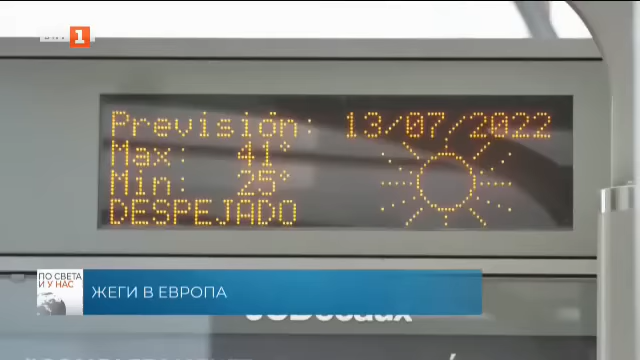 БНТ 1
Previsión: 13/07/2022
Max: 41°
Min: 25°
DESPEJADO
ПО СВЕТА
И У НАС
ЖЕГИ В ЕВРОПА
JCDecaux